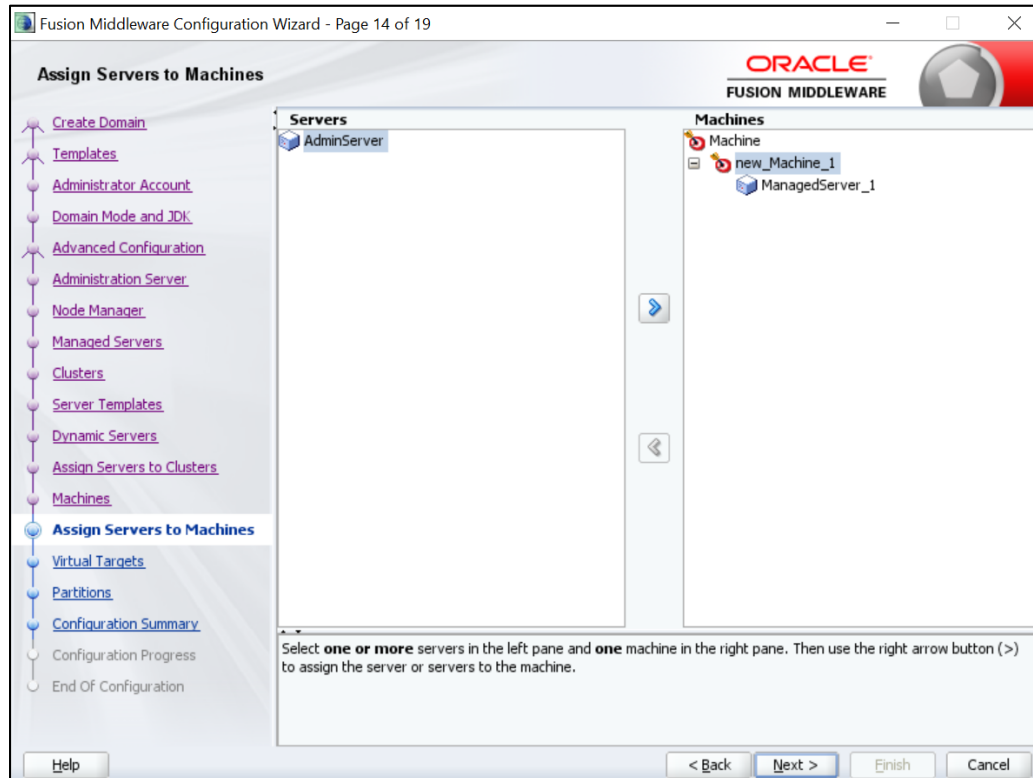 Fusion Middleware Configuration Wizard - Page 14 of 19
Assign Servers to Machines
ORACLE
FUSION MIDDLEWARE
Create Domain
Templates
Administrator Account
Domain Mode and JDK
Advanced Configuration
Administration Server
Node Manager
Managed Servers
Clusters
Server Templates
Dynamic Servers
Assign Servers to Clusters
Machines
Assign Servers to Machines
Virtual Targets
Partitions
Configuration Summary
Configuration Progress
End Of Configuration
Servers
AdminServer
Machines
Machine
new_Machine_1
ManagedServer_1
Select one or more servers in the left pane and one machine in the right pane. Then use the right arrow button (>)
to assign the server or servers to the machine.
Help
< Back
Next >
Finish
Cancel